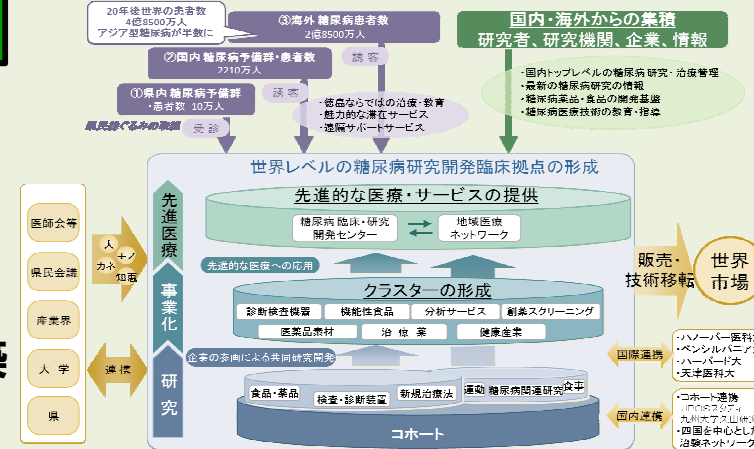 20年後世界の患者数
4億8500万人
アジア型糖尿病が半数に
③海外 糖尿病患者数
2億8500万人
②国内 糖尿病予備群・患者数
2210万人
①県内 糖尿病予備群
・患者数 10万人
受診
誘客
誘客
・徳島ならではの治療・教育
・魅力的な滞在サービス
・遠隔サポートサービス
国内・海外からの集積
研究者、研究機関、企業、情報
・国内トップレベルの糖尿病 研究・治療管理
・最新の糖尿病研究の情報
・糖尿病薬品・食品の開発基盤
・糖尿病医療技術の教育・指導
世界レベルの糖尿病研究開発臨床拠点の形成
先進医療
事業化
研究
先進的な医療・サービスの提供
糖尿病 臨床・研究
開発センター
地域医療
ネットワーク
先進的な医療への応用
クラスターの形成
診断検査機器
機能性食品
分析サービス
創薬スクリーニング
医薬品素材
治療薬
健康産業
企業の参画による共同研究開発
食品・薬品
検査・診断装置
新規治療法
運動
糖尿病関連研究
食事
コホート
医師会等
県民会議
産業界
大学
県
人
モノ
カネ
知恵
連携
販売・
技術移転
世界
市場
国際連携
・ハノーバー医科
・ペンシルバニア
・ハーバード大
・天津医科大
国内連携
・コホート連携
九州大学久山研
・四国を中心とし
治験ネットワーク